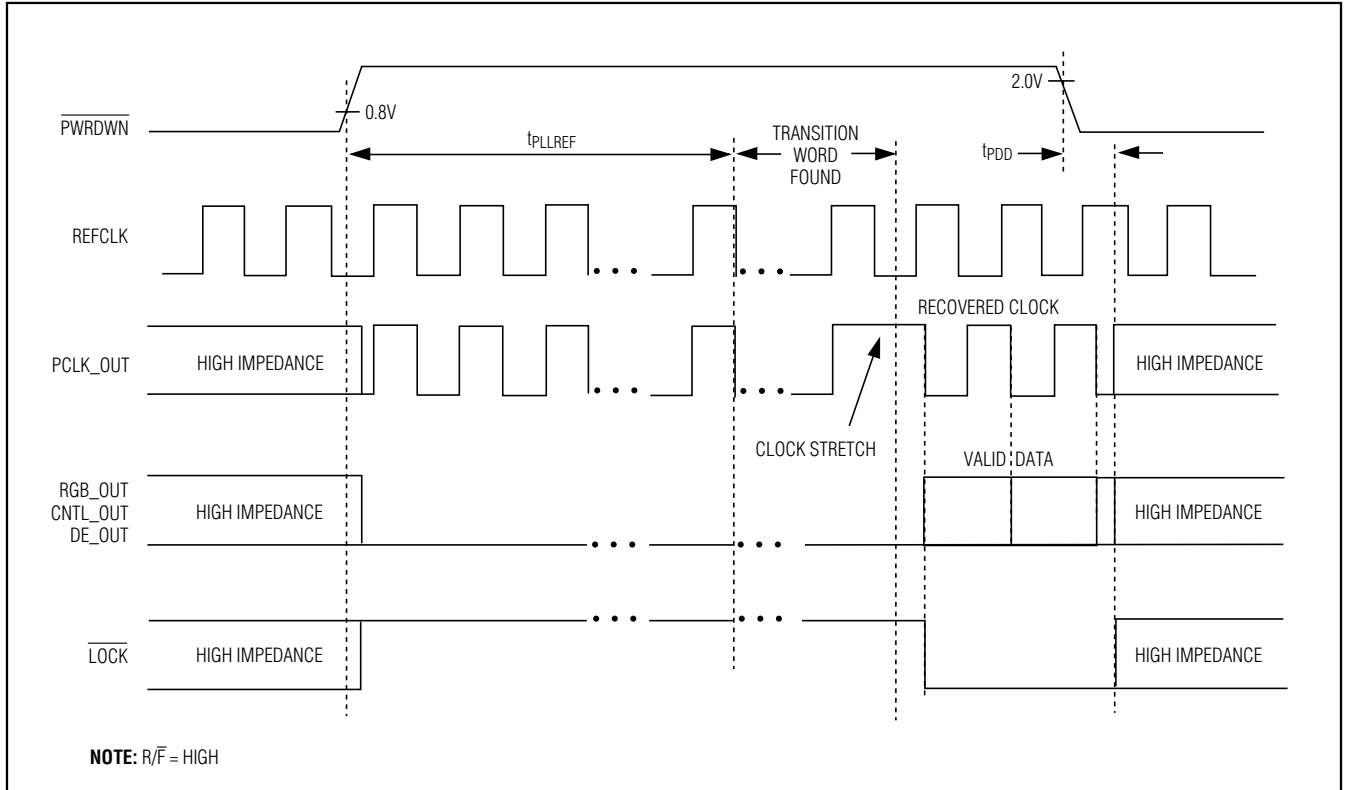 2.0V
0.8V
PWRDWN
tPLLREF
TRANSITION
WORD
FOUND
tPDD
REFCLK
RECOVERED CLOCK
PCLK_OUT
HIGH IMPEDANCE
HIGH IMPEDANCE
CLOCK STRETCH
VALID DATA
RGB_OUT
CNTL_OUT
DE_OUT
HIGH IMPEDANCE
HIGH IMPEDANCE
LOCK
HIGH IMPEDANCE
HIGH IMPEDANCE
NOTE: R/F̅ = HIGH